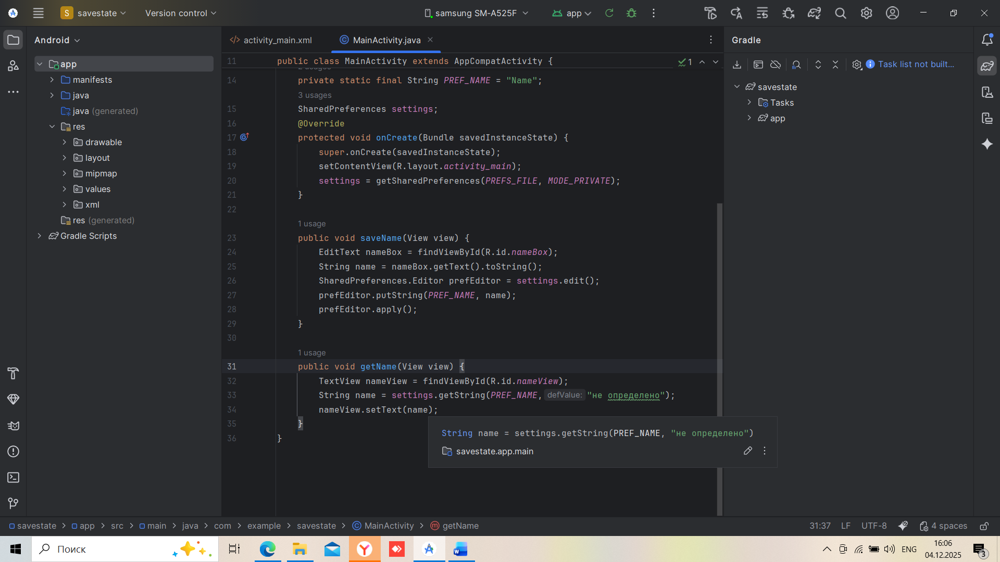 S savestate Version control samsung SM-A525F app
Android
activity_main.xml MainActivity.java
Gradle
app
manifests
java
java (generated)
res
drawable
layout
mipmap
values
xml
res (generated)
Gradle Scripts
11 public class MainActivity extends AppCompatActivity { 1
2 usages
14 private static final String PREF_NAME = "Name";
3 usages
15 SharedPreferences settings;
16 @Override
17 protected void onCreate(Bundle savedInstanceState) {
18 super.onCreate(savedInstanceState);
19 setContentView(R.layout.activity_main);
20 settings = getSharedPreferences(PREFS_FILE, MODE_PRIVATE);
21 }
22
1 usage
23 public void saveName(View view) {
24 EditText nameBox = findViewById(R.id.nameBox);
25 String name = nameBox.getText().toString();
26 SharedPreferences.Editor prefEditor = settings.edit();
27 prefEditor.putString(PREF_NAME, name);
28 prefEditor.apply();
29 }
30
1 usage
31 public void getName(View view) {
32 TextView nameView = findViewById(R.id.nameView);
33 String name = settings.getString(PREF_NAME, defValue: "не определено");
34 nameView.setText(name);
35 }
36 }
String name = settings.getString(PREF_NAME, "не определено")
savestate.app.main
Task list not built...
savestate
Tasks
app
savestate > app > src > main > java > com > example > savestate > MainActivity > getName
31:37 LF UTF-8 4 spaces
Поиск
ENG
16:06
04.12.2025
3